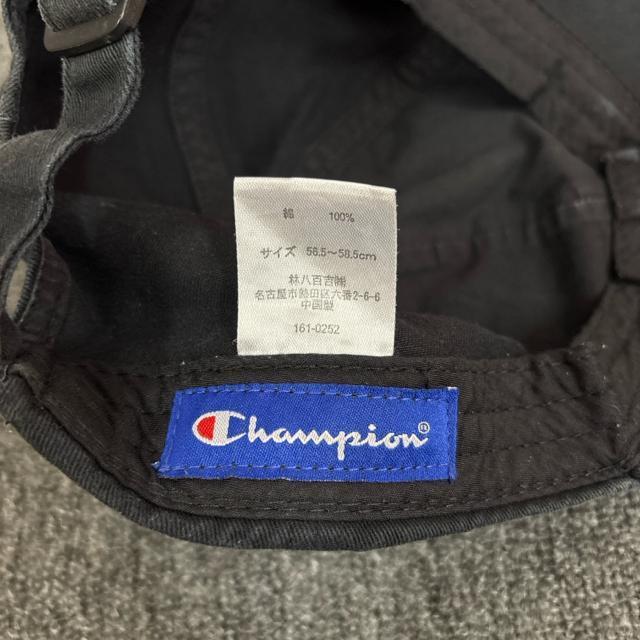 綿 100%
サイズ 56.5～58.5cm
林八百吉㈱
名古屋市熱田区六番2-6-6
中国製
161-0252
Champion